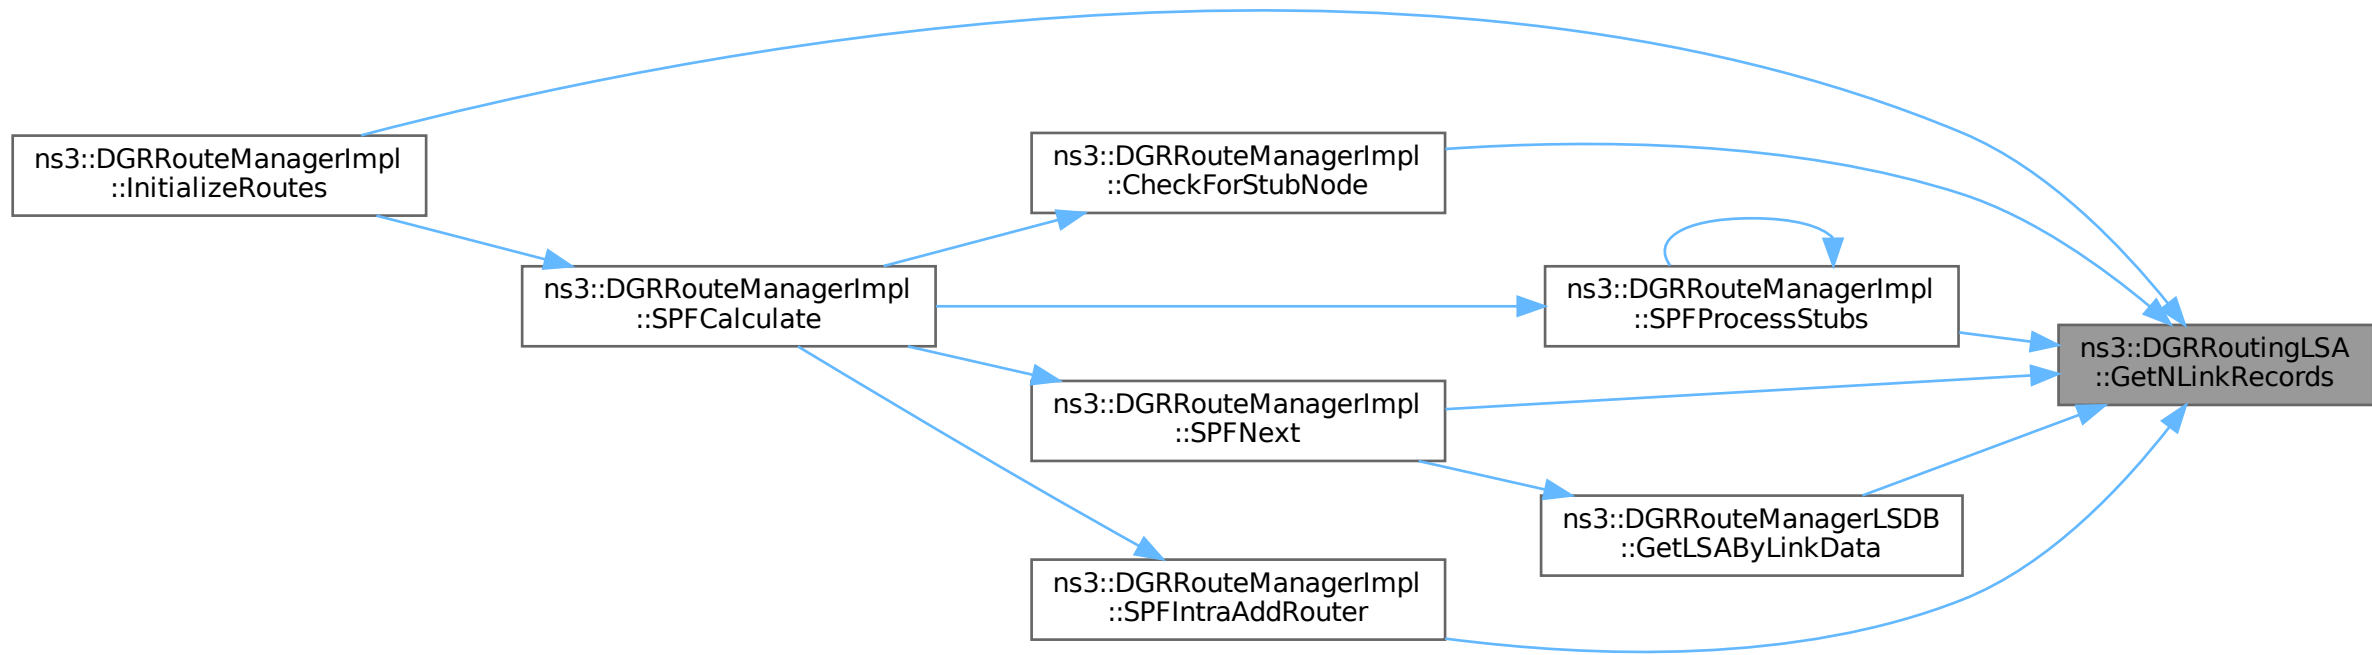 ns3::DGRRouteManagerImpl
::InitializeRoutes
ns3::DGRRouteManagerImpl
::SPFCalculate
ns3::DGRRouteManagerImpl
::CheckForStubNode
ns3::DGRRouteManagerImpl
::SPFProcessStubs
ns3::DGRRouteManagerImpl
::SPFNext
ns3::DGRRouteManagerLSDB
::GetLSAByLinkData
ns3::DGRRouteManagerImpl
::SPFIntraAddRouter
ns3::DGRRoutingLSA
::GetNLinkRecords